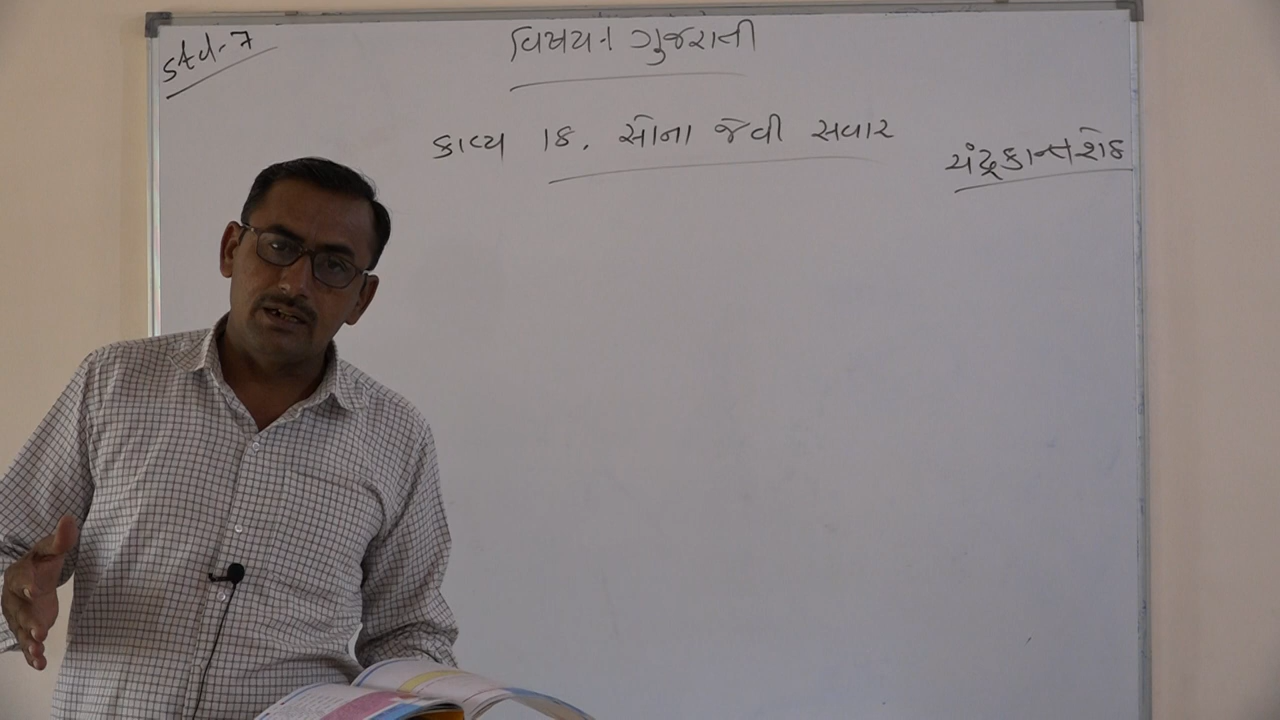 Std-7
વિષય:- ગુજરાતી
કાવ્ય 18. સોના જેવી સવાર
ચંદ્રકાન્ત શેઠ